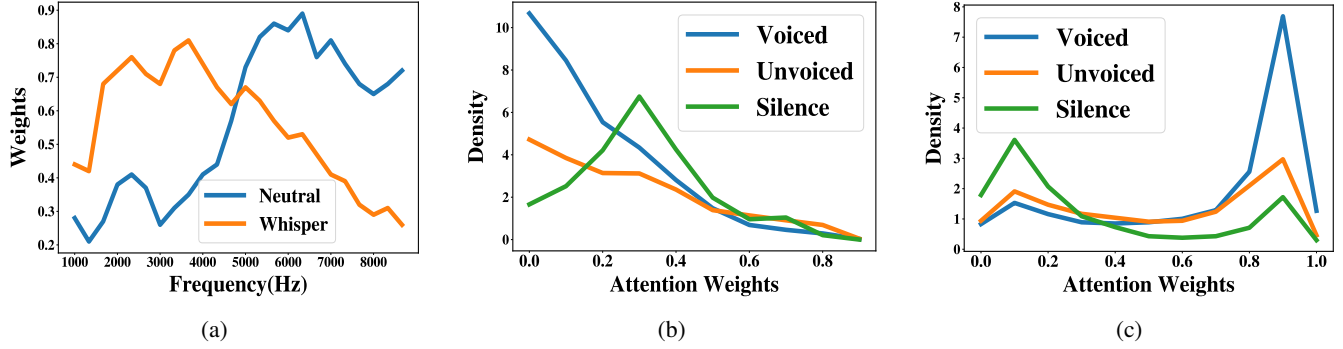 0.9
0.8
0.7
0.6
0.5
0.4
0.3
0.2
Weights
Neutral
Whisper
1000 2000 3000 4000 5000 6000 7000 8000
Frequency(Hz)
(a)
10
8
6
4
2
0
Density
Voiced
Unvoiced
Silence
0.0 0.2 0.4 0.6 0.8
Attention Weights
(b)
8
7
6
5
4
3
2
1
0
Density
Voiced
Unvoiced
Silence
0.0 0.2 0.4 0.6 0.8 1.0
Attention Weights
(c)